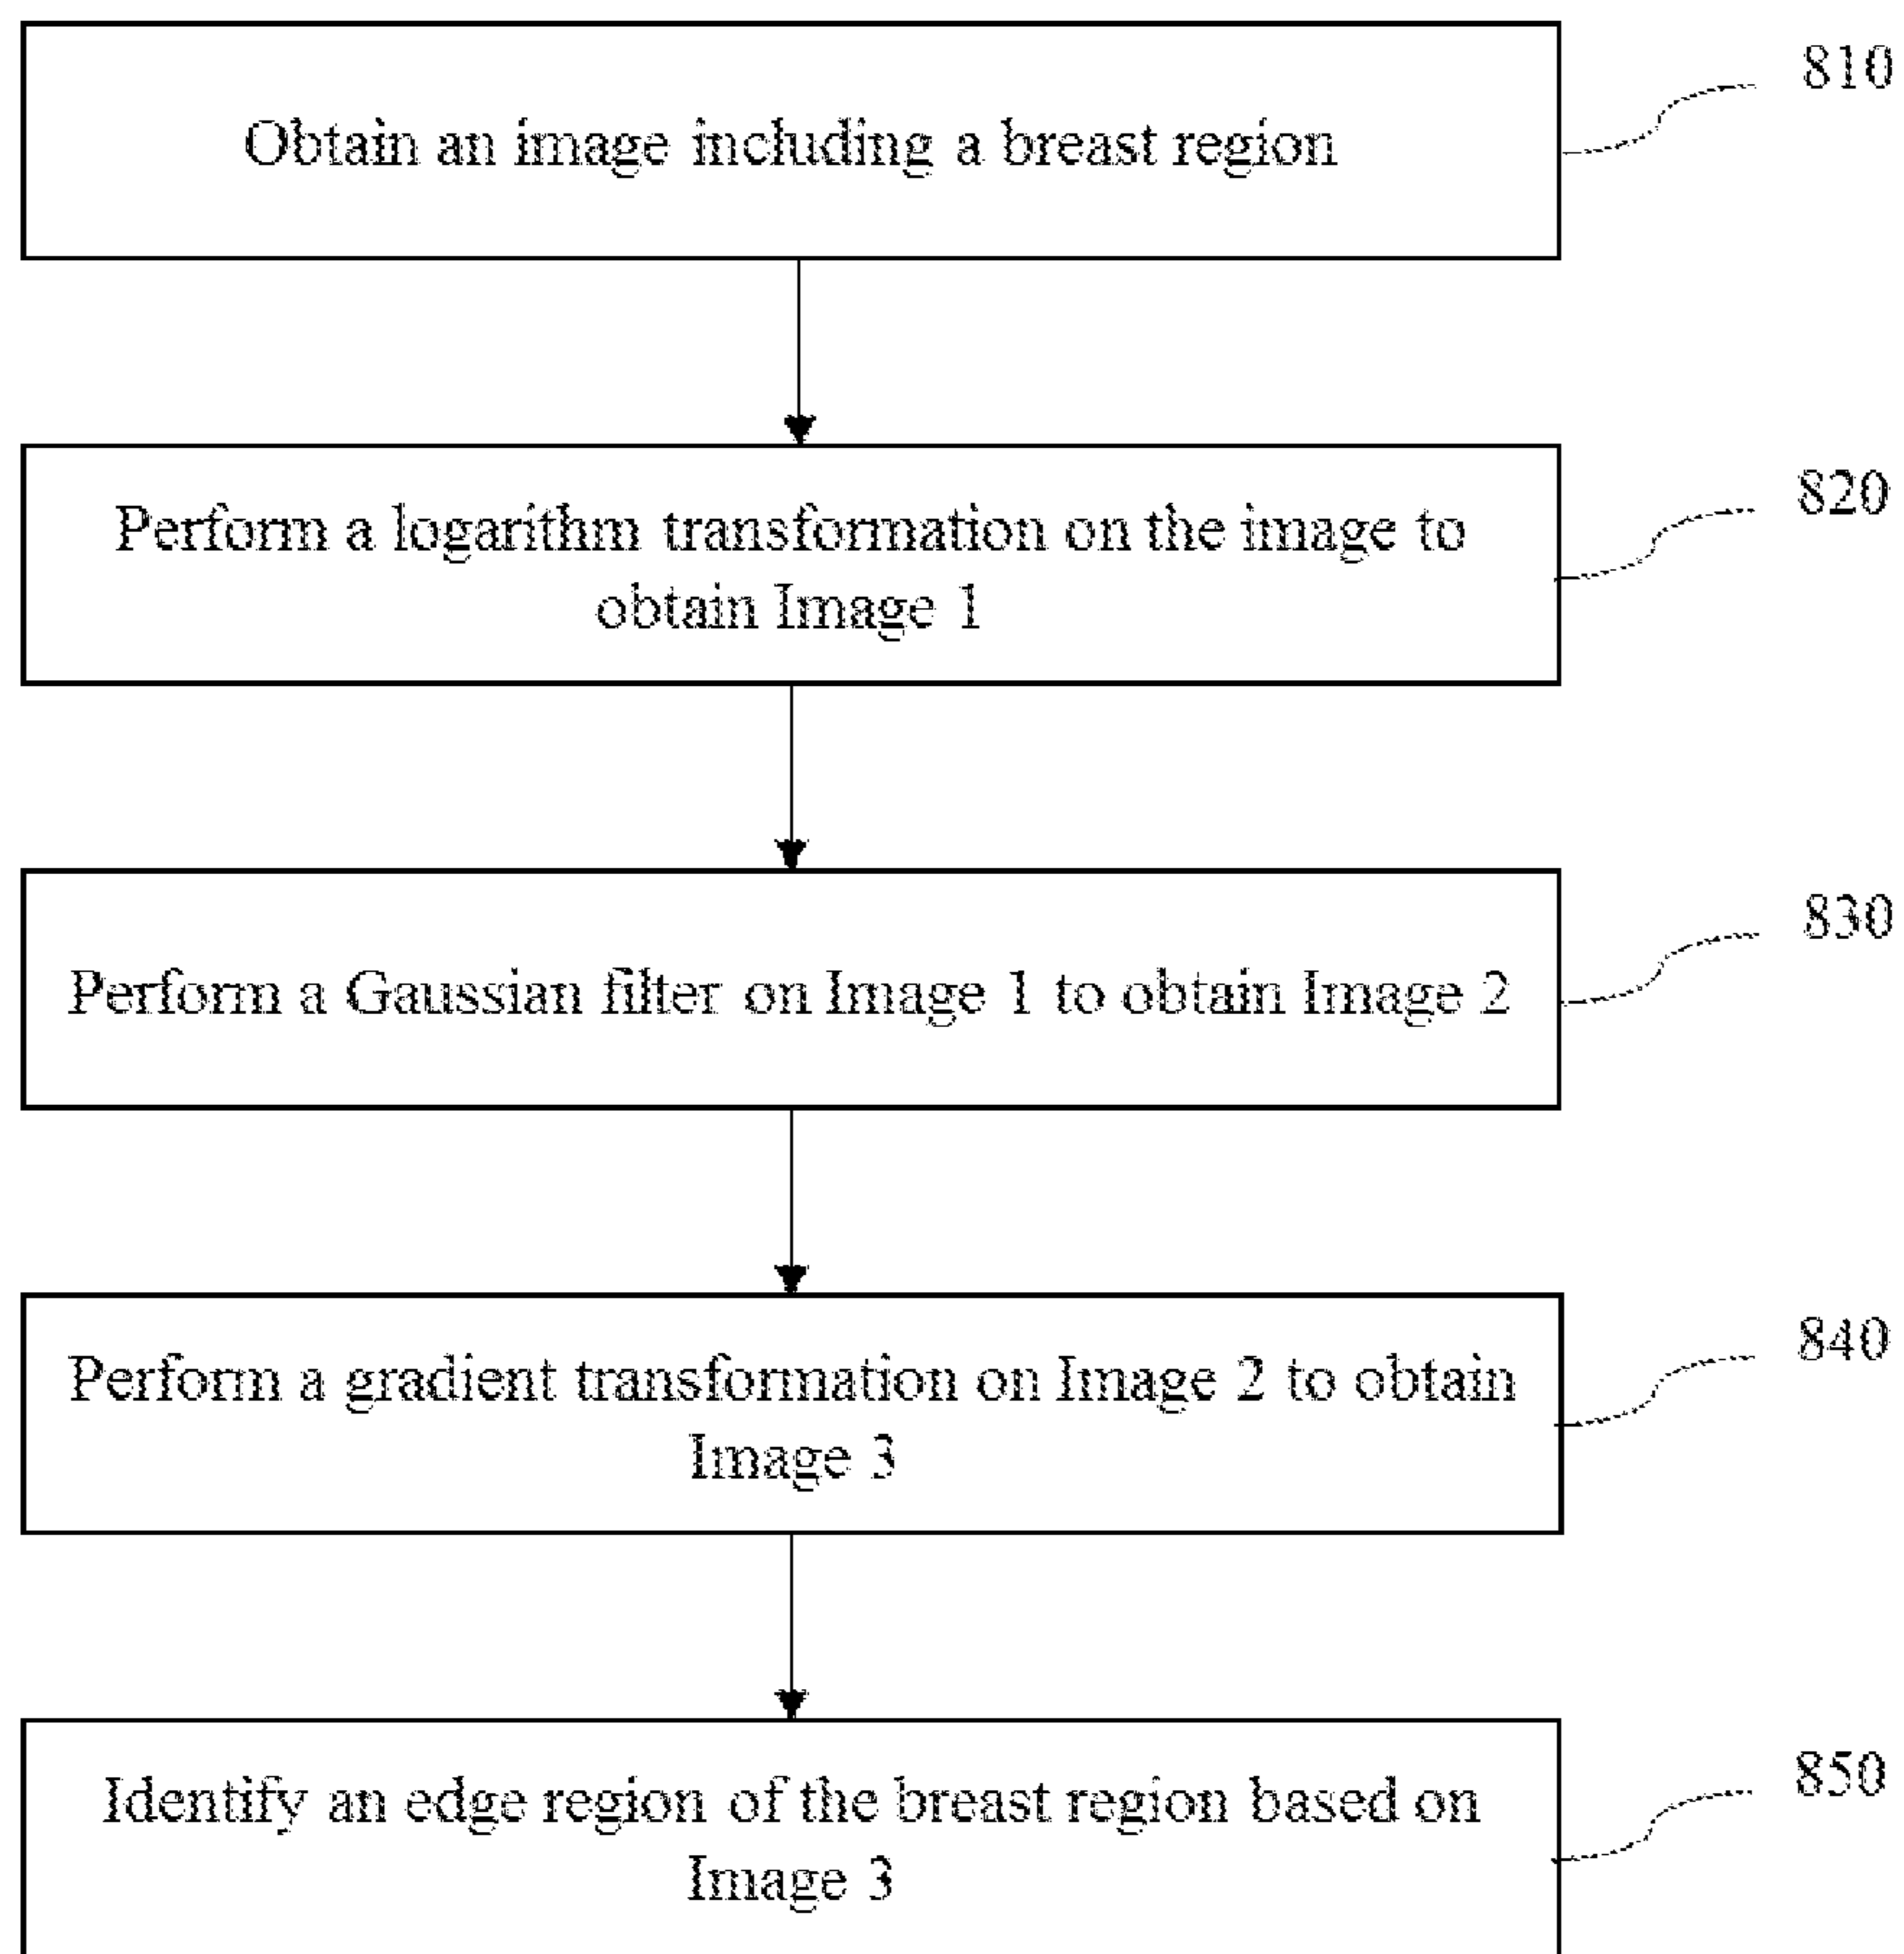 810
Obtain an image including a breast region
820
Perform a logarithm transformation on the image to
obtain Image 1
830
Perform a Gaussian filter on Image 1 to obtain Image 2
840
Perform a gradient transformation on Image 2 to obtain
Image 3
850
Identify an edge region of the breast region based on
Image 3